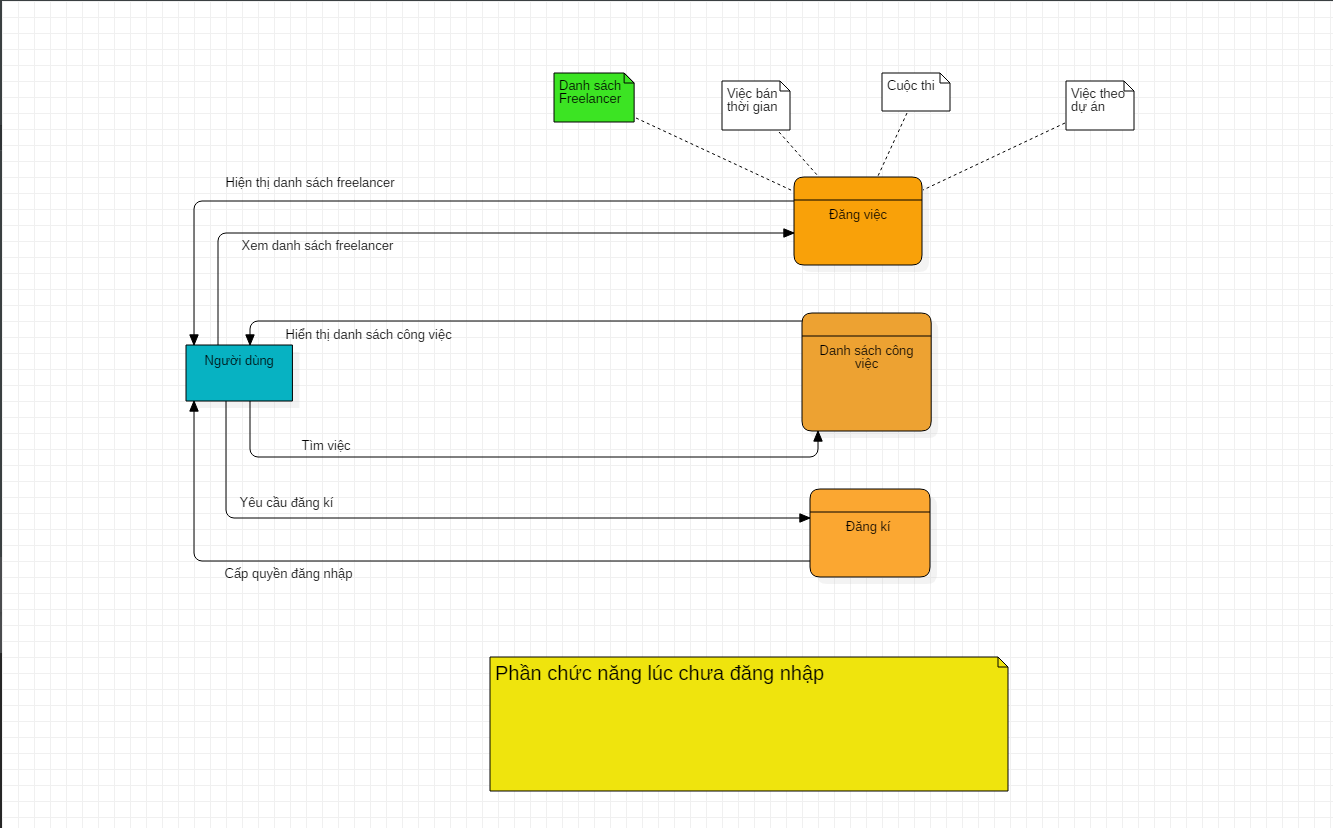 Danh sách
Freelancer
Việc bán
thời gian
Cuộc thi
Việc theo
dự án
Hiện thị danh sách freelancer
Đăng việc
Xem danh sách freelancer
Hiển thị danh sách công việc
Danh sách công
việc
Người dùng
Tìm việc
Yêu cầu đăng kí
Đăng kí
Cấp quyền đăng nhập
Phần chức năng lúc chưa đăng nhập